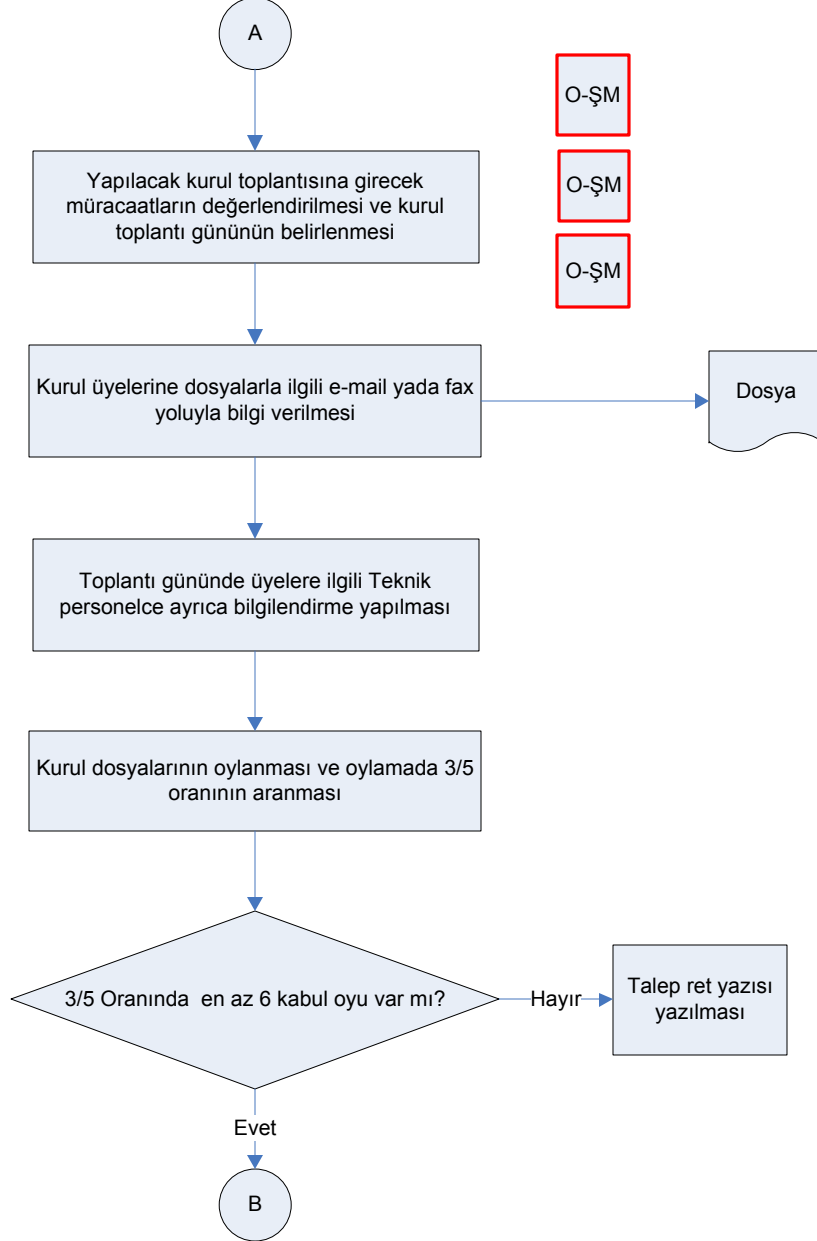 A
O-ŞM
O-ŞM
O-ŞM
Yapılacak kurul toplantısına girecek
müracaatların değerlendirilmesi ve kurul
toplantı gününün belirlenmesi
Kurul üyelerine dosyalarla ilgili e-mail yada fax
yoluyla bilgi verilmesi
Dosya
Toplantı gününde üyelere ilgili Teknik
personelce ayrıca bilgilendirme yapılması
Kurul dosyalarının oylanması ve oylamada 3/5
oranının aranması
3/5 Oranında  en az 6 kabul oyu var mı?
Hayır
Talep ret yazısı
yazılması
Evet
B